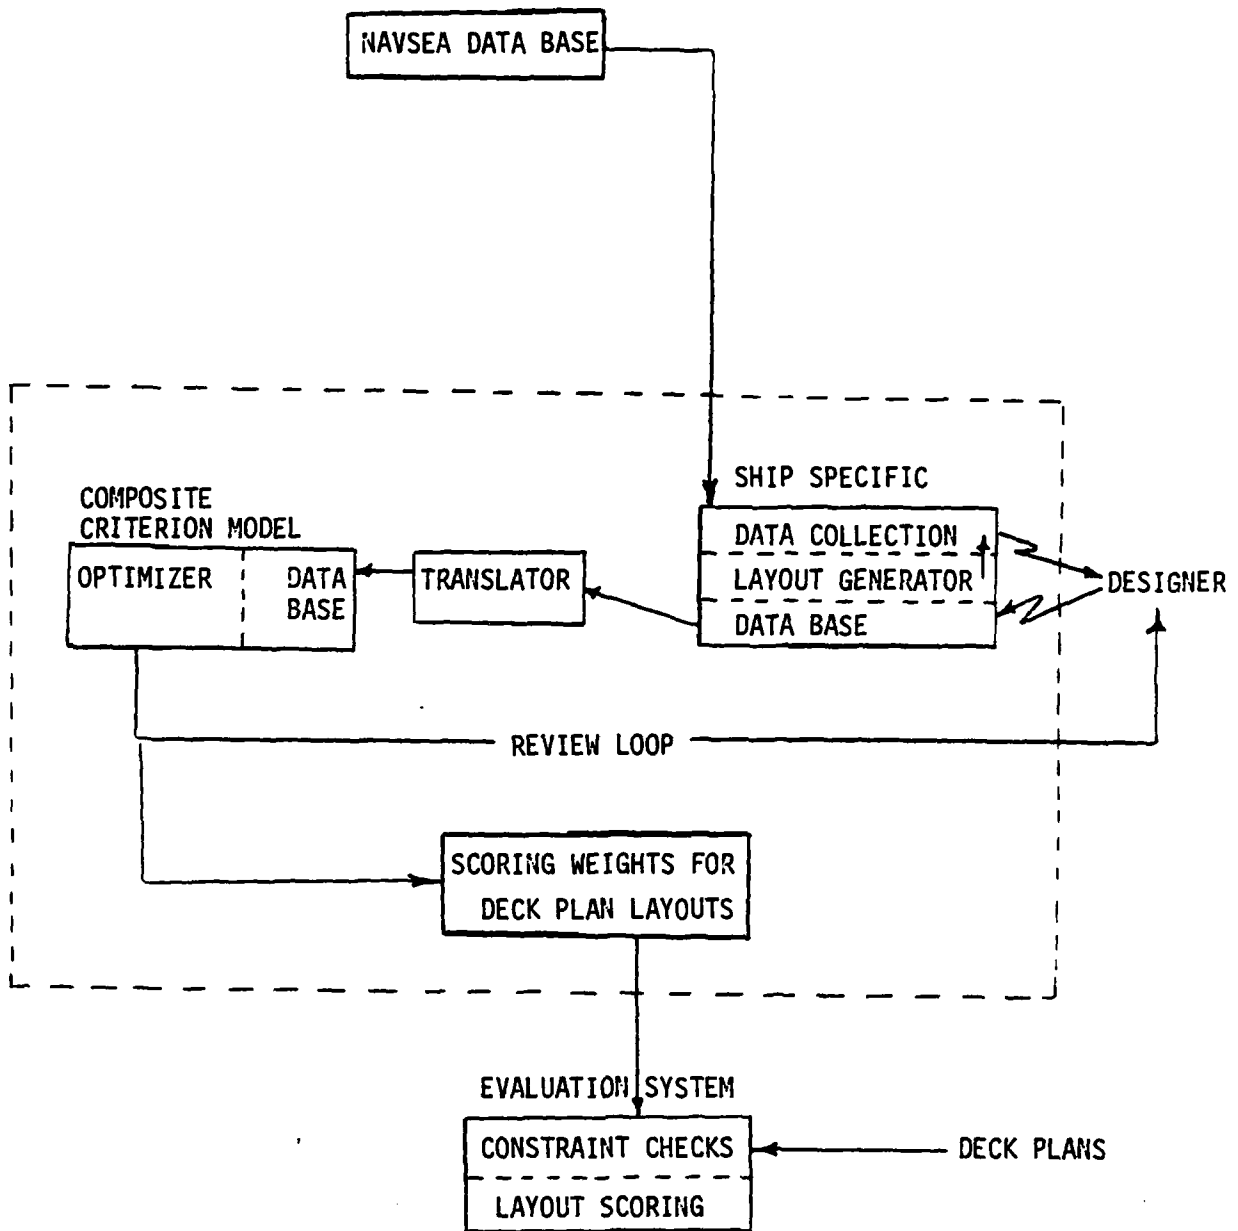 NAVSEA DATA BASE
SHIP SPECIFIC
DATA COLLECTION
LAYOUT GENERATOR
DATA BASE
DESIGNER
COMPOSITE
CRITERION MODEL
OPTIMIZER
DATA
BASE
TRANSLATOR
REVIEW LOOP
SCORING WEIGHTS FOR
DECK PLAN LAYOUTS
EVALUATION SYSTEM
CONSTRAINT CHECKS
LAYOUT SCORING
DECK PLANS